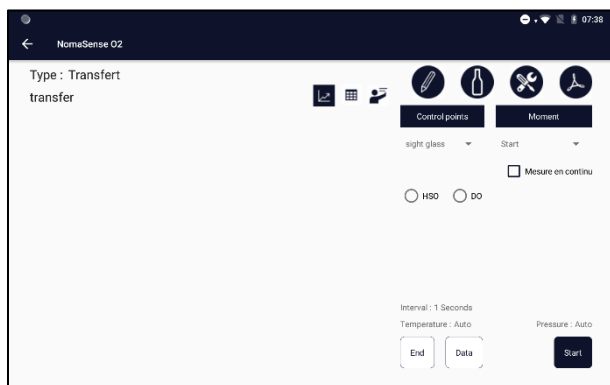 07:38
NomaSense O2
Type : Transfert
transfer
Control points
Moment
sight glass
Start
Mesure en continu
HSO
DO
Interval : 1 Seconds
Temperature : Auto
Pressure : Auto
End
Data
Start